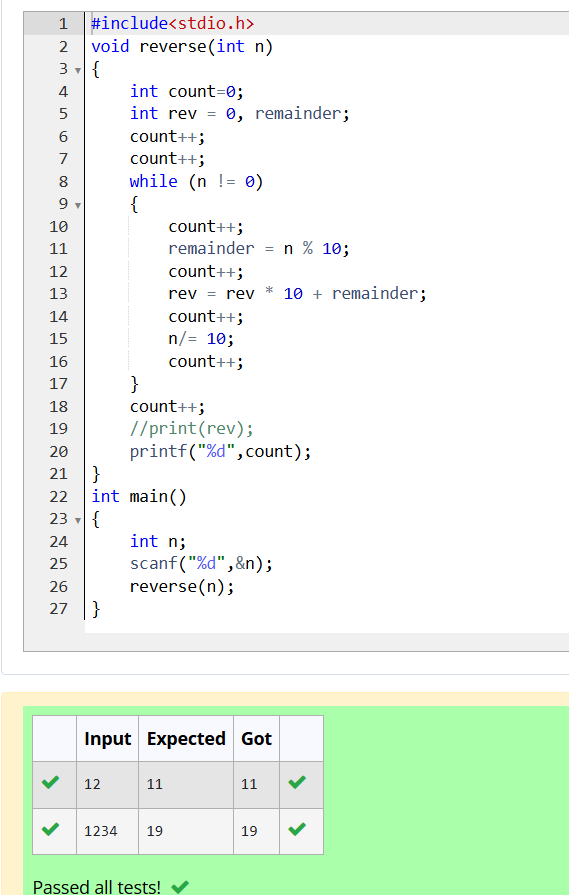 1 #include<stdio.h>
2 void reverse(int n)
3 {
4     int count=0;
5     int rev = 0, remainder;
6     count++;
7     count++;
8     while (n != 0)
9     {
10         count++;
11         remainder = n % 10;
12         count++;
13         rev = rev * 10 + remainder;
14         count++;
15         n/= 10;
16         count++;
17     }
18     count++;
19     //print(rev);
20     printf("%d",count);
21 }
22 int main()
23 {
24     int n;
25     scanf("%d",&n);
26     reverse(n);
27 }
Input Expected Got
12 11 11
1234 19 19
Passed all tests!